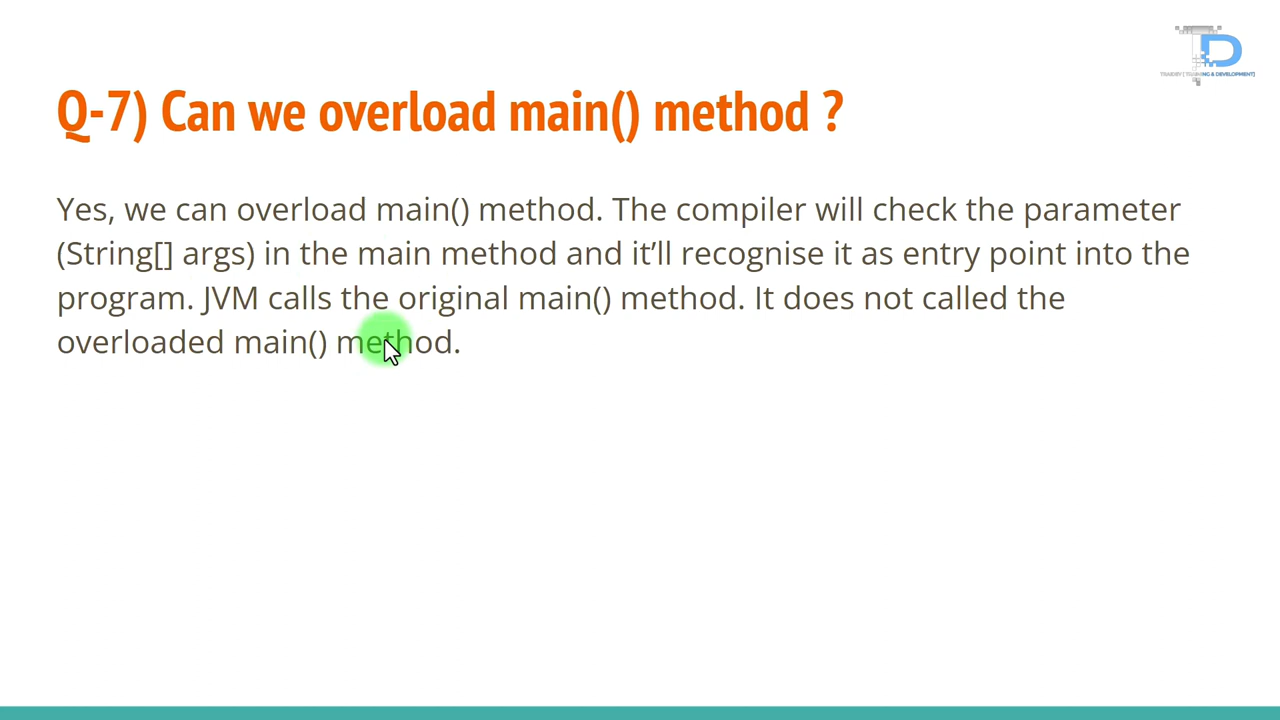 Q-7) Can we overload main() method ?
Yes, we can overload main() method. The compiler will check the parameter
(String[] args) in the main method and it’ll recognise it as entry point into the
program. JVM calls the original main() method. It does not called the
overloaded main() method.